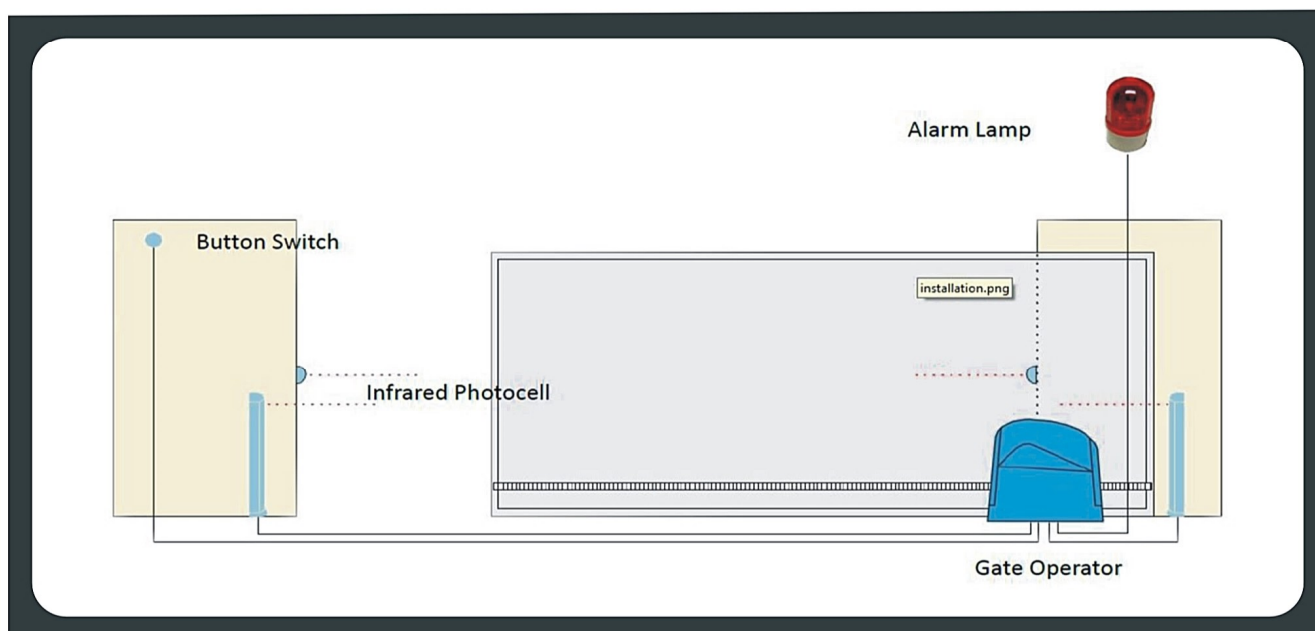 Alarm Lamp
Button Switch
installation.png
Infrared Photocell
Gate Operator